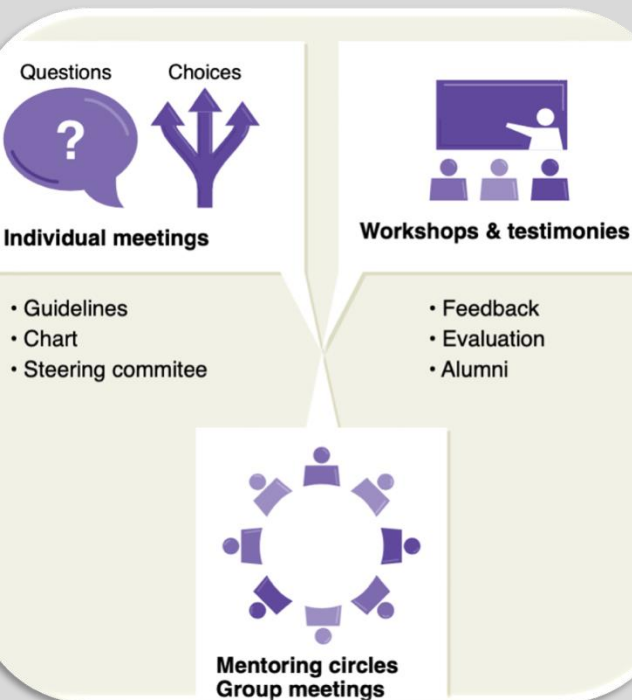 Questions
Choices
?
Individual meetings
• Guidelines
• Chart
• Steering commitee
Workshops & testimonies
• Feedback
• Evaluation
• Alumni
Mentoring circles
Group meetings